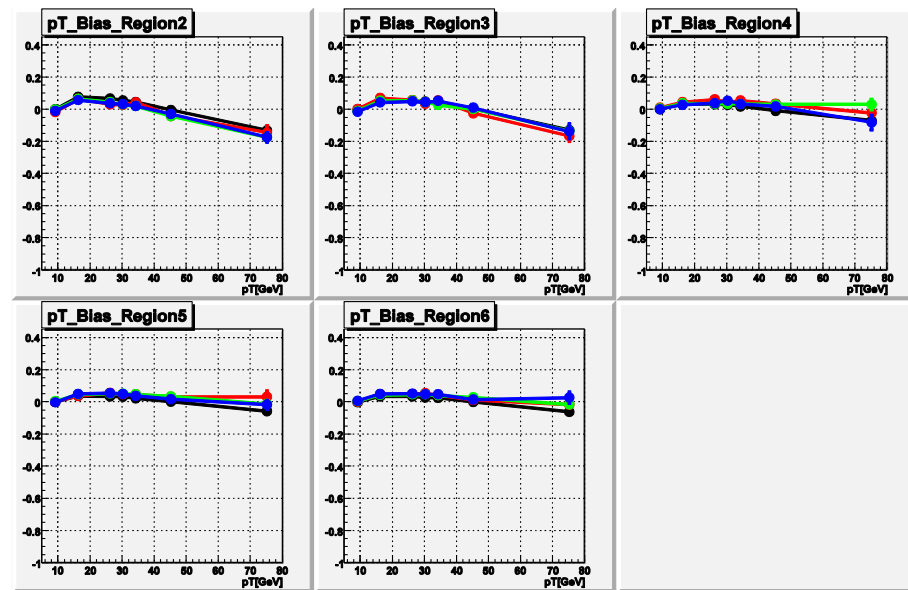 pT_Bias_Region2
0.4
0.2
0
-0.2
-0.4
-0.6
-0.8
-1
10 20 30 40 50 60 70 80
pT[GeV]
pT_Bias_Region3
0.4
0.2
0
-0.2
-0.4
-0.6
-0.8
-1
10 20 30 40 50 60 70 80
pT[GeV]
pT_Bias_Region4
0.4
0.2
0
-0.2
-0.4
-0.6
-0.8
-1
10 20 30 40 50 60 70 80
pT[GeV]
pT_Bias_Region5
0.4
0.2
0
-0.2
-0.4
-0.6
-0.8
-1
10 20 30 40 50 60 70 80
pT[GeV]
pT_Bias_Region6
0.4
0.2
0
-0.2
-0.4
-0.6
-0.8
-1
10 20 30 40 50 60 70 80
pT[GeV]